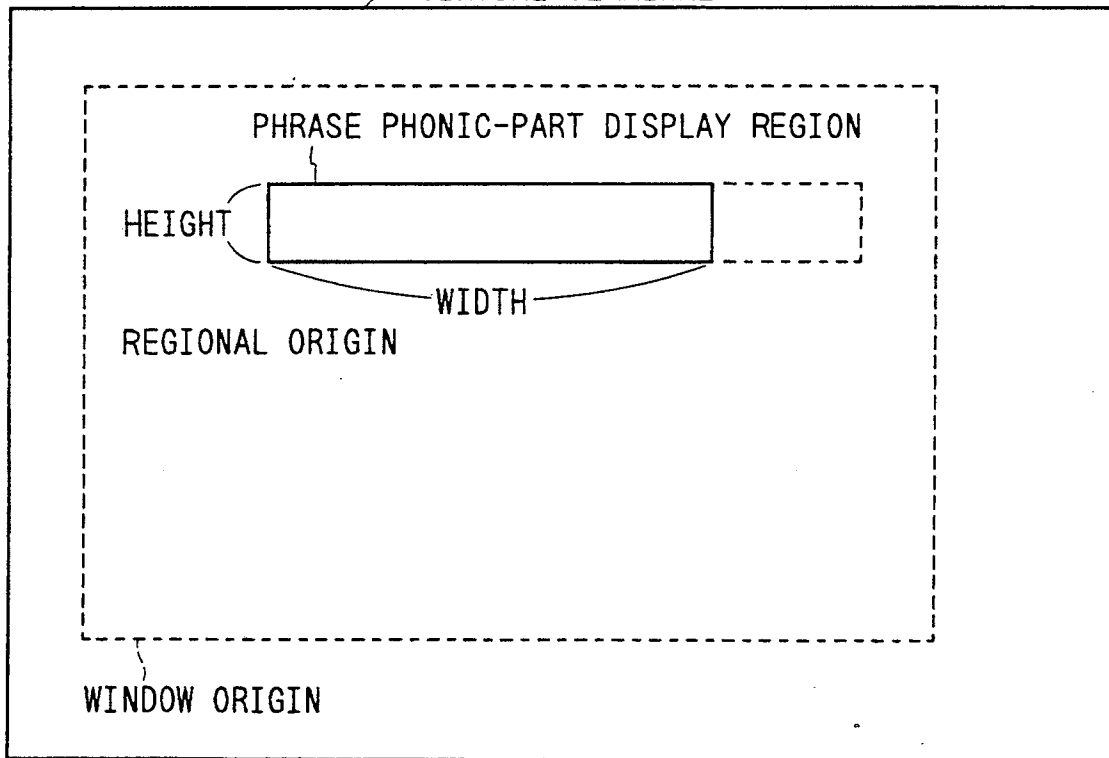 PHRASE PHONIC-PART DISPLAY REGION
HEIGHT
WIDTH
REGIONAL ORIGIN
WINDOW ORIGIN